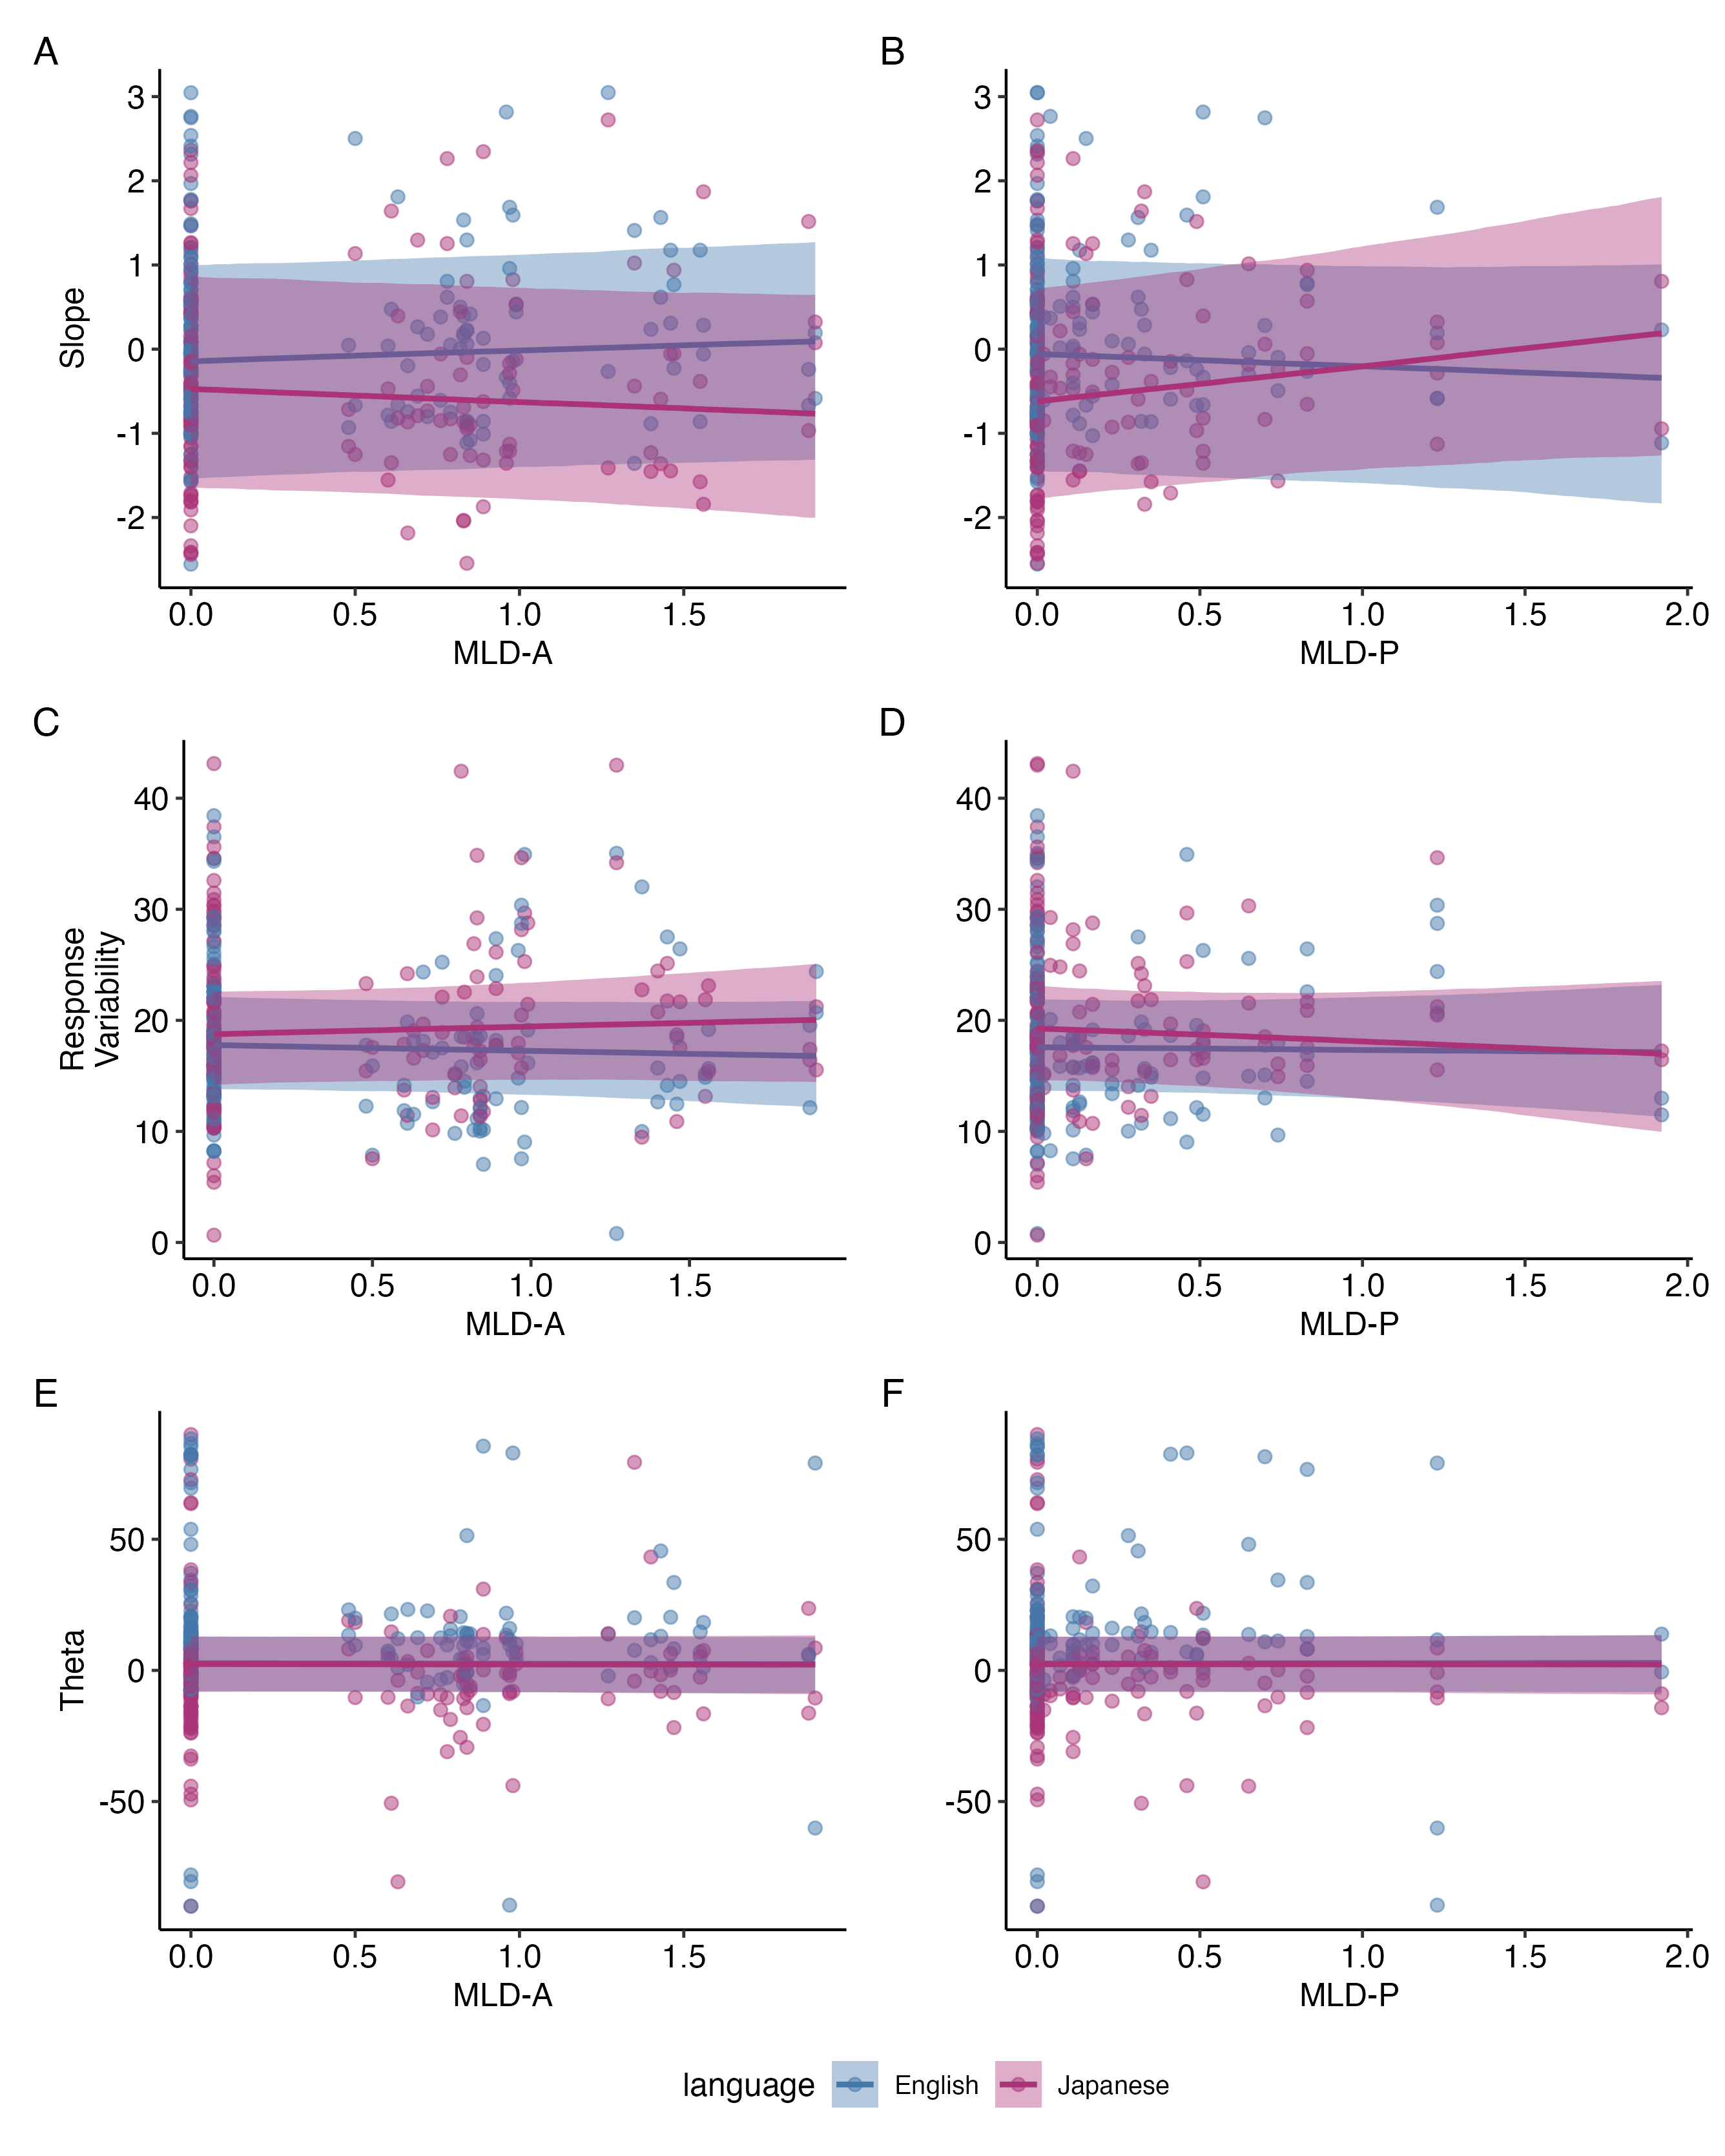 A
B
3
2
1
0
-1
-2
Slope
0.0 0.5 1.0 1.5
MLD-A
3
2
1
0
-1
-2
0.0 0.5 1.0 1.5 2.0
MLD-P
C
D
40
30
20
10
0
Response
Variability
0.0 0.5 1.0 1.5
MLD-A
40
30
20
10
0
0.0 0.5 1.0 1.5 2.0
MLD-P
E
F
50
0
-50
Theta
0.0 0.5 1.0 1.5
MLD-A
50
0
-50
0.0 0.5 1.0 1.5 2.0
MLD-P
language English Japanese